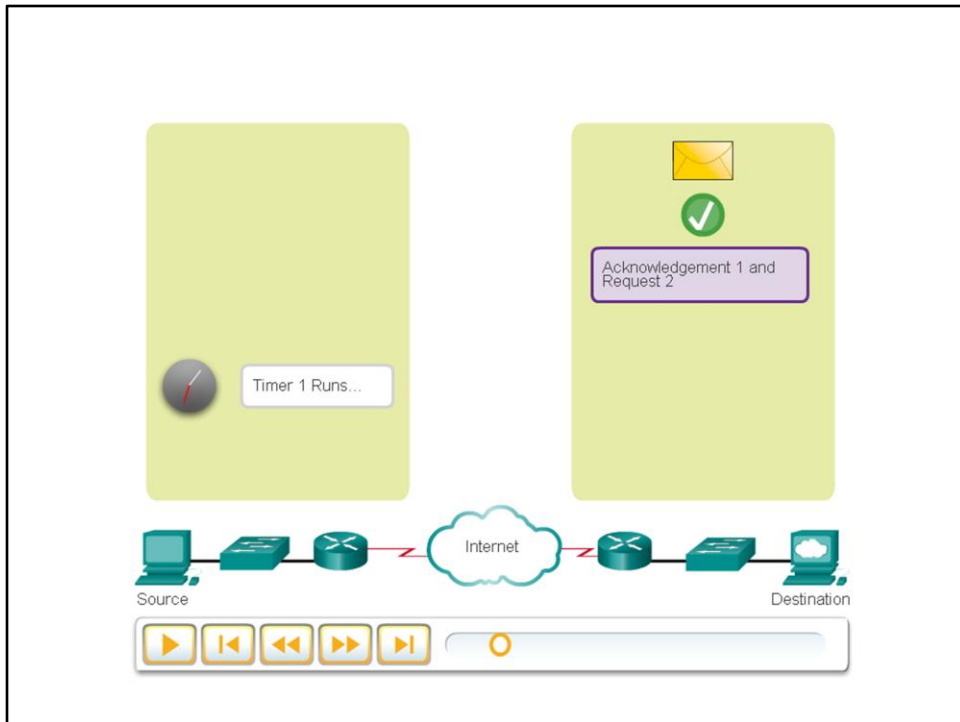 Acknowledgement 1 and
Request 2
Timer 1 Runs...
Internet
Source
Destination